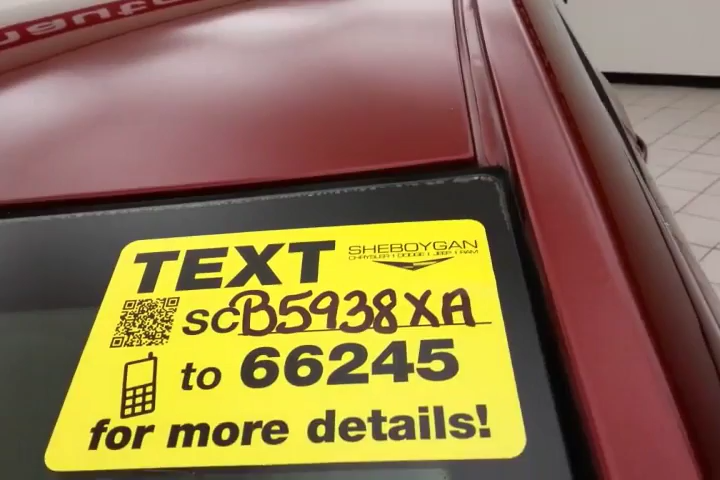 TEXT SHEBOYGAN
CHRYSLER | DODGE | JEEP | RAM
SCB5938XA
to 66245
for more details!